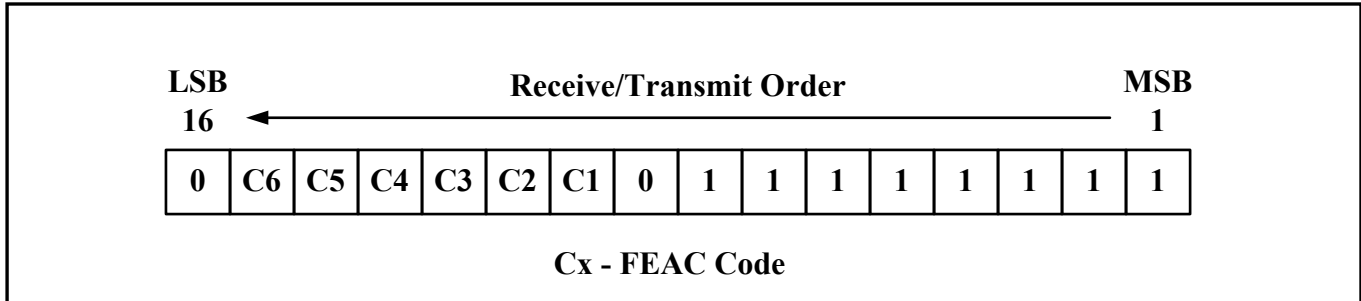 LSB Receive/Transmit Order MSB
16 1
0 C6 C5 C4 C3 C2 C1 0 1 1 1 1 1 1 1 1
Cx - FEAC Code